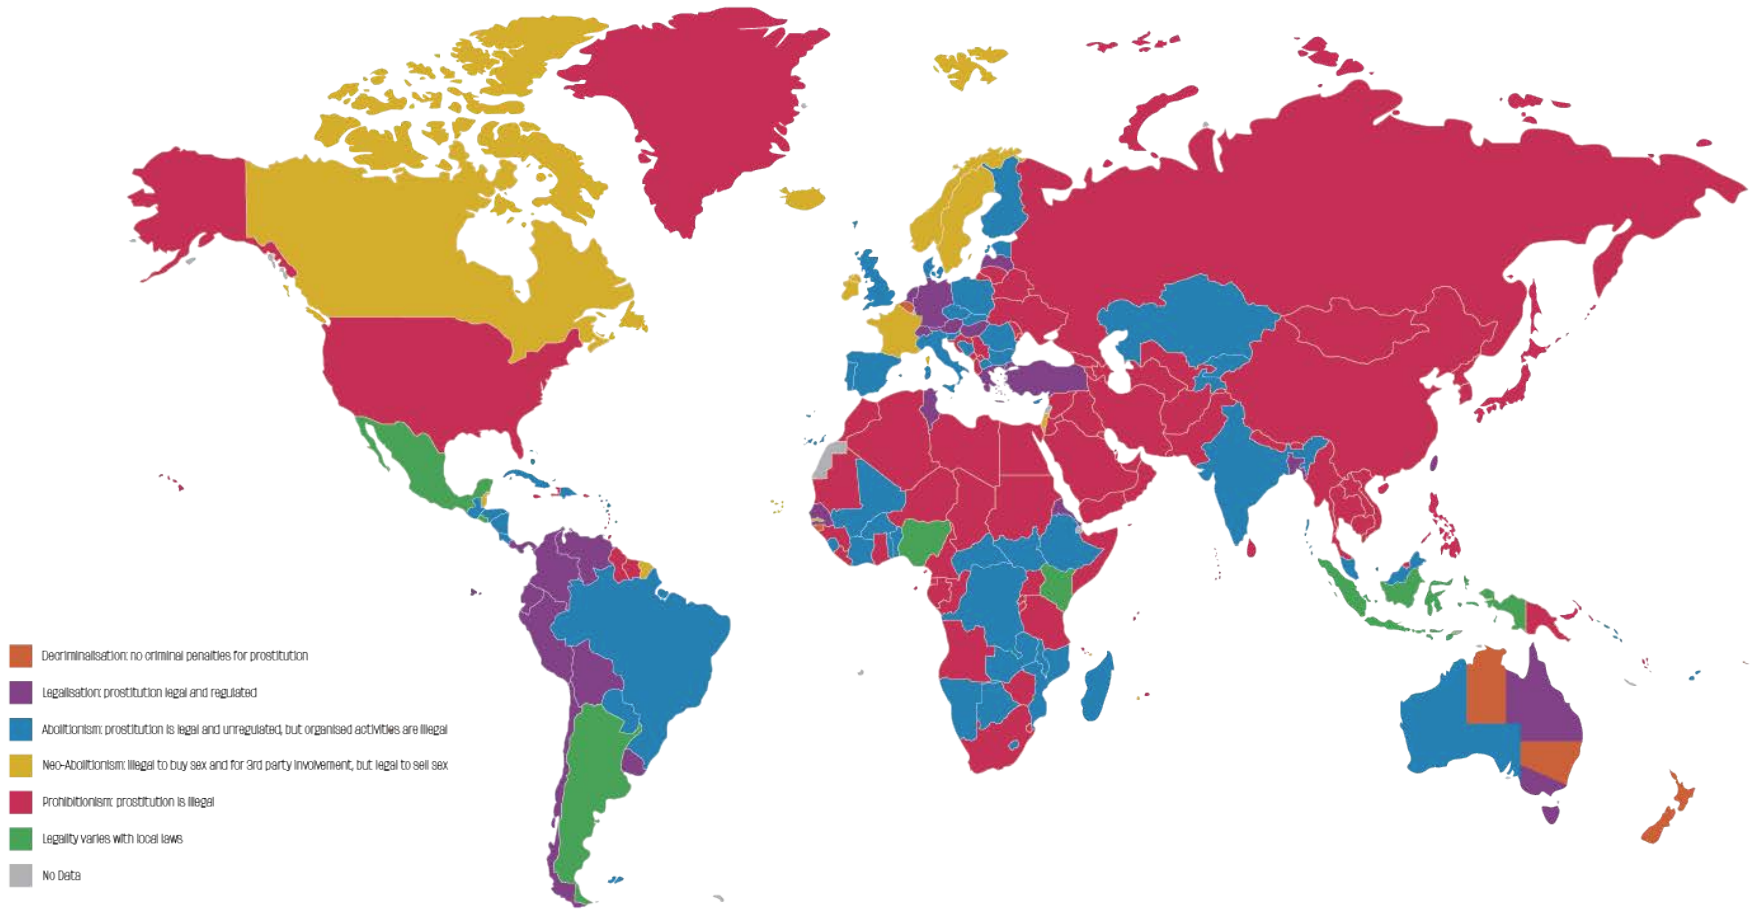 Decriminalisation: no criminal penalties for prostitution
Legalisation: prostitution legal and regulated
Abolitionism: prostitution is legal and unregulated, but organised activities are illegal
Neo-Abolitionism: illegal to buy sex and for 3rd party involvement, but legal to sell sex
Prohibitionism: prostitution is illegal
Legality varies with local laws
No Data